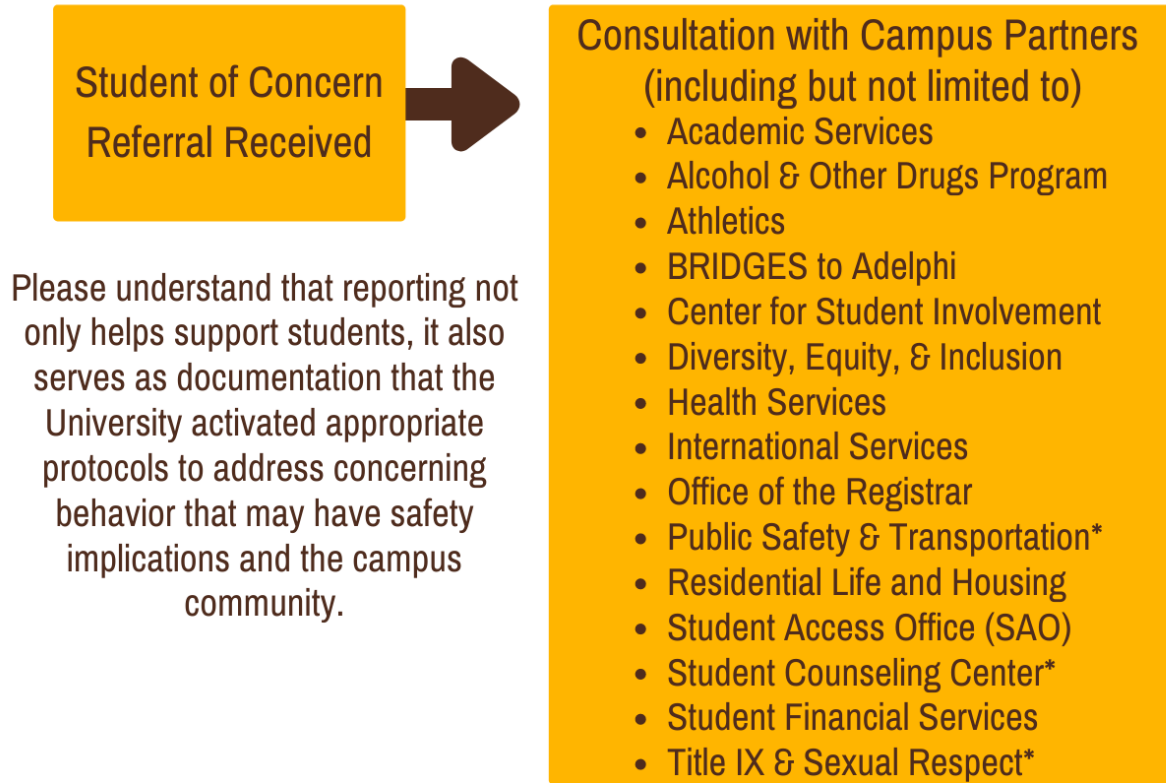 Student of Concern
Referral Received
Please understand that reporting not
only helps support students, it also
serves as documentation that the
University activated appropriate
protocols to address concerning
behavior that may have safety
implications and the campus
community.
Consultation with Campus Partners
(including but not limited to)
• Academic Services
• Alcohol & Other Drugs Program
• Athletics
• BRIDGES to Adelphi
• Center for Student Involvement
• Diversity, Equity, & Inclusion
• Health Services
• International Services
• Office of the Registrar
• Public Safety & Transportation*
• Residential Life and Housing
• Student Access Office (SAO)
• Student Counseling Center*
• Student Financial Services
• Title IX & Sexual Respect*